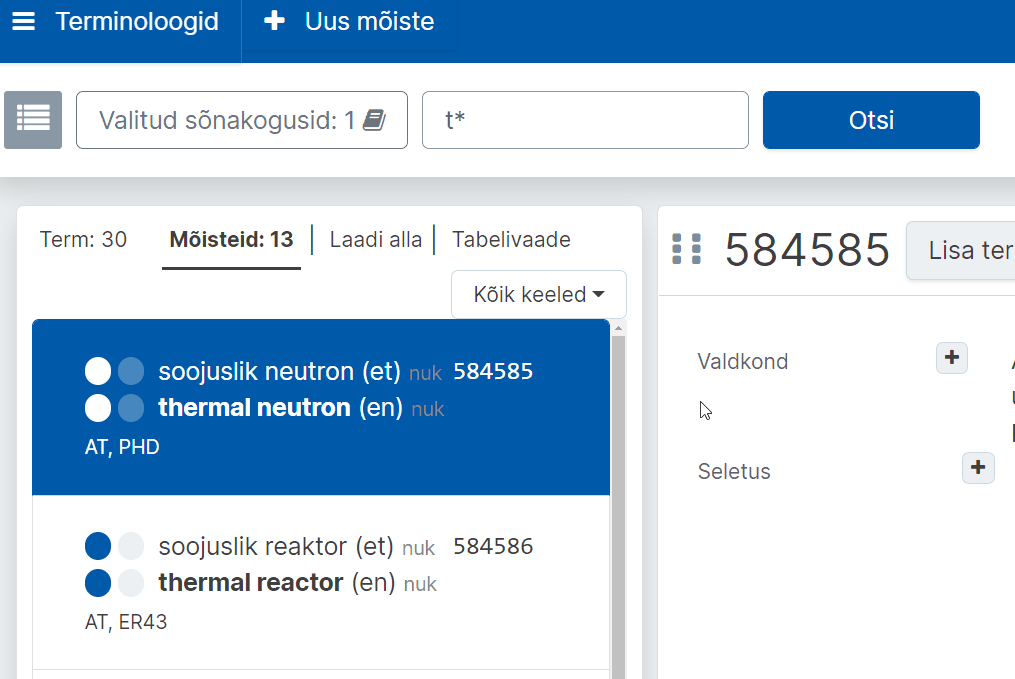 Terminoloogid
Uus mõiste
Valitud sõnakogusid: 1
t*
Otsi
Term: 30
Mõisteid: 13
Laadi alla
Tabelivaade
Kõik keeled
soojuslik neutron (et) nuk 584585
thermal neutron (en) nuk
AT, PHD
soojuslik reaktor (et) nuk 584586
thermal reactor (en) nuk
AT, ER43
584585
Lisa ter
Valdkond
Seletus